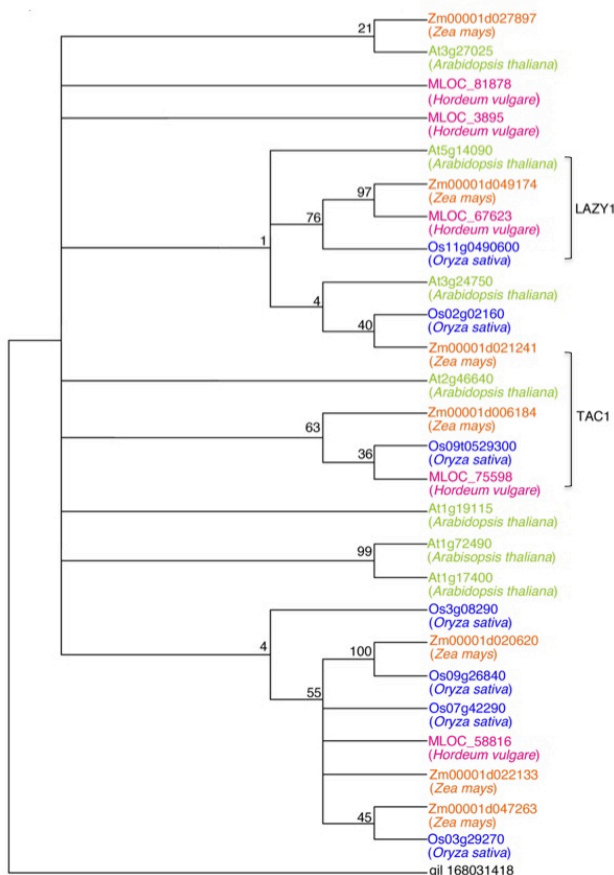 21
Zm00001d027897
(Zea mays)
At3g27025
(Arabidopsis thaliana)
MLOC_81878
(Hordeum vulgare)
MLOC_3895
(Hordeum vulgare)
At5g14090
(Arabidopsis thaliana)
97
Zm00001d049174
(Zea mays)
LAZY1
76
MLOC_67623
(Hordeum vulgare)
1
Os11g0490600
(Oryza sativa)
At3g24750
(Arabidopsis thaliana)
4
Os02g02160
(Oryza sativa)
40
Zm00001d021241
(Zea mays)
At2g46640
(Arabidopsis thaliana)
TAC1
63
Zm00001d006184
(Zea mays)
Os09t0529300
(Oryza sativa)
36
MLOC_75598
(Hordeum vulgare)
At1g19115
(Arabidopsis thaliana)
At1g72490
(Arabisopsis thaliana)
99
At1g17400
(Arabidopsis thaliana)
Os3g08290
(Oryza sativa)
4
Zm00001d020620
(Zea mays)
100
Os09g26840
(Oryza sativa)
55
Os07g42290
(Oryza sativa)
MLOC_58816
(Hordeum vulgare)
Zm00001d022133
(Zea mays)
Zm00001d047263
(Zea mays)
45
Os03g29270
(Oryza sativa)
gil_168031418